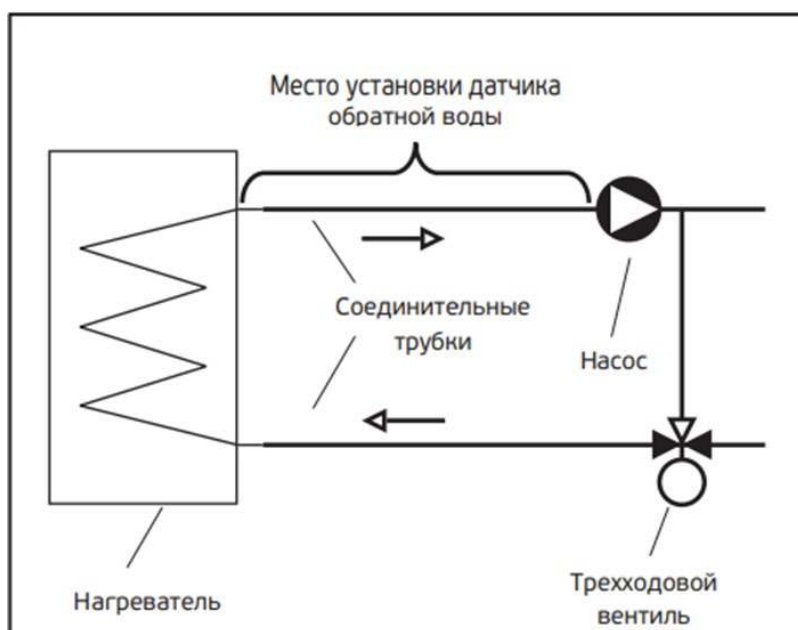 Место установки датчика
обратной воды
Соединительные
трубки
Насос
Нагреватель
Трехходовой
вентиль